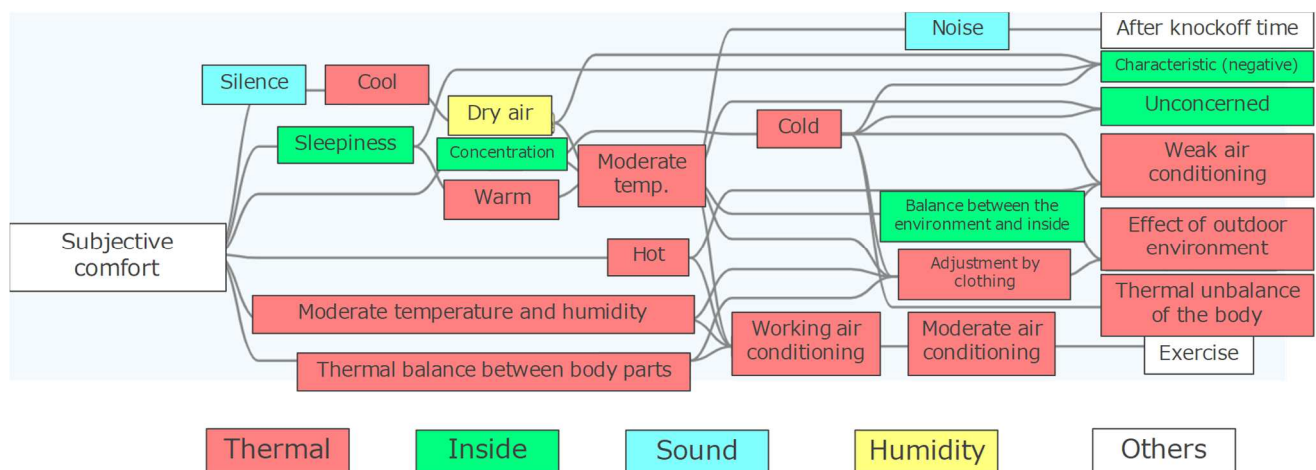 Noise
After knockoff time
Characteristic (negative)
Silence
Cool
Dry air
Cold
Unconcerned
Sleepiness
Concentration
Moderate
temp.
Weak air
conditioning
Warm
Balance between the
environment and inside
Effect of outdoor
environment
Subjective
comfort
Hot
Adjustment by
clothing
Thermal unbalance
of the body
Moderate temperature and humidity
Working air
conditioning
Moderate air
conditioning
Exercise
Thermal balance between body parts
Thermal
Inside
Sound
Humidity
Others